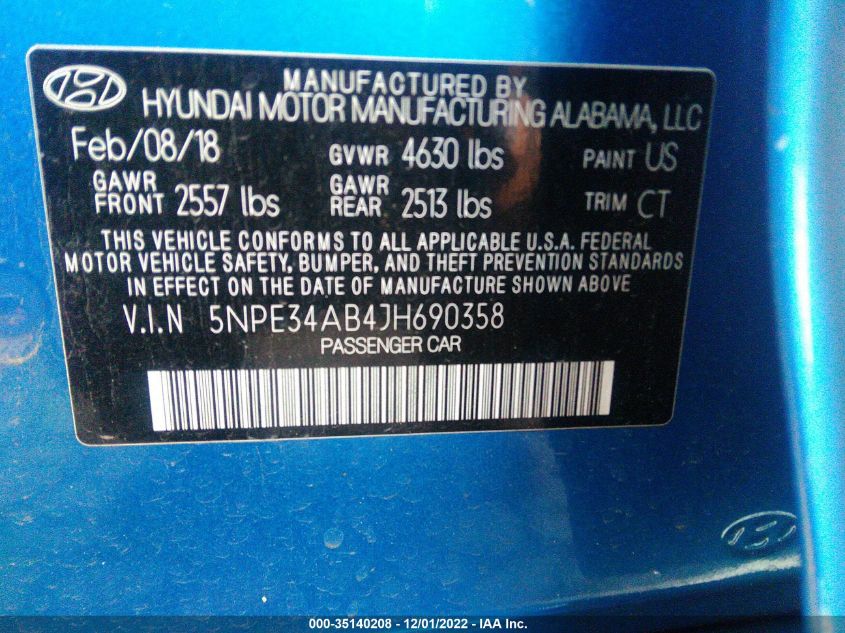 MANUFACTURED BY
HYUNDAI MOTOR MANUFACTURING ALABAMA, LLC
Feb/08/18 GVWR 4630 lbs PAINT US
GAWR FRONT 2557 lbs GAWR REAR 2513 lbs TRIM CT
THIS VEHICLE CONFORMS TO ALL APPLICABLE U.S.A. FEDERAL
MOTOR VEHICLE SAFETY, BUMPER, AND THEFT PREVENTION STANDARDS
IN EFFECT ON THE DATE OF MANUFACTURE SHOWN ABOVE
V.I.N 5NPE34AB4JH690358
PASSENGER CAR
000-35140208 - 12/01/2022 - IAA Inc.